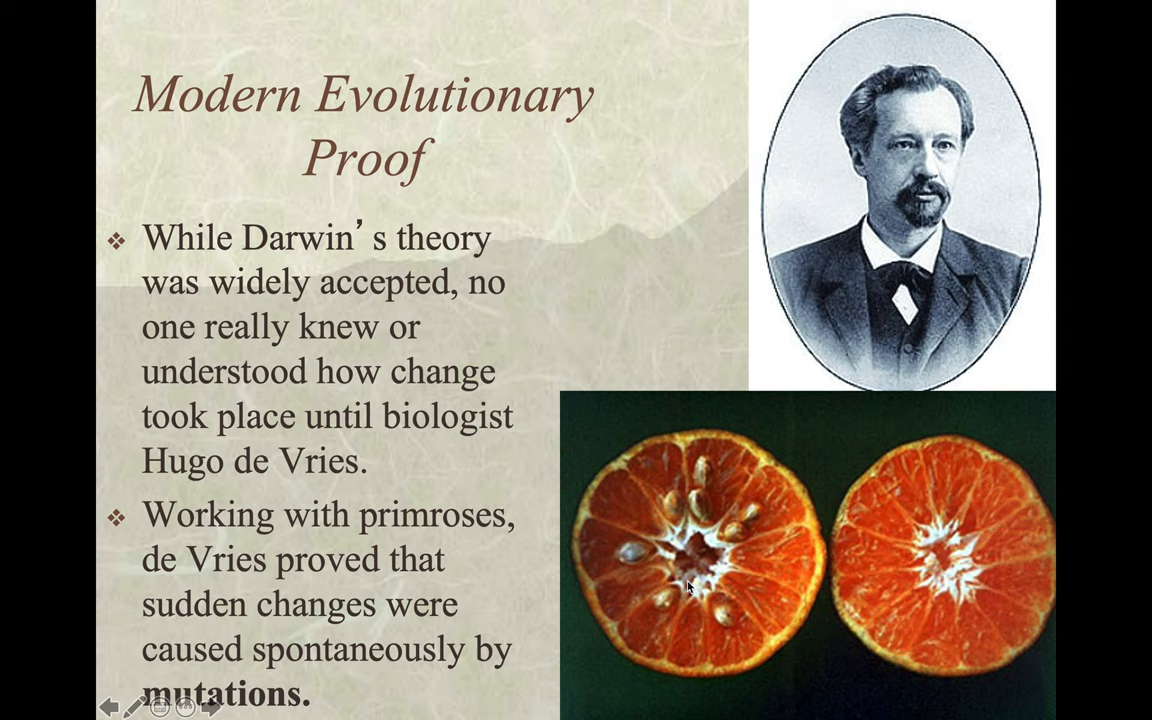 Modern Evolutionary
Proof
❖ While Darwin’s theory
was widely accepted, no
one really knew or
understood how change
took place until biologist
Hugo de Vries.
❖ Working with primroses,
de Vries proved that
sudden changes were
caused spontaneously by
mutations.